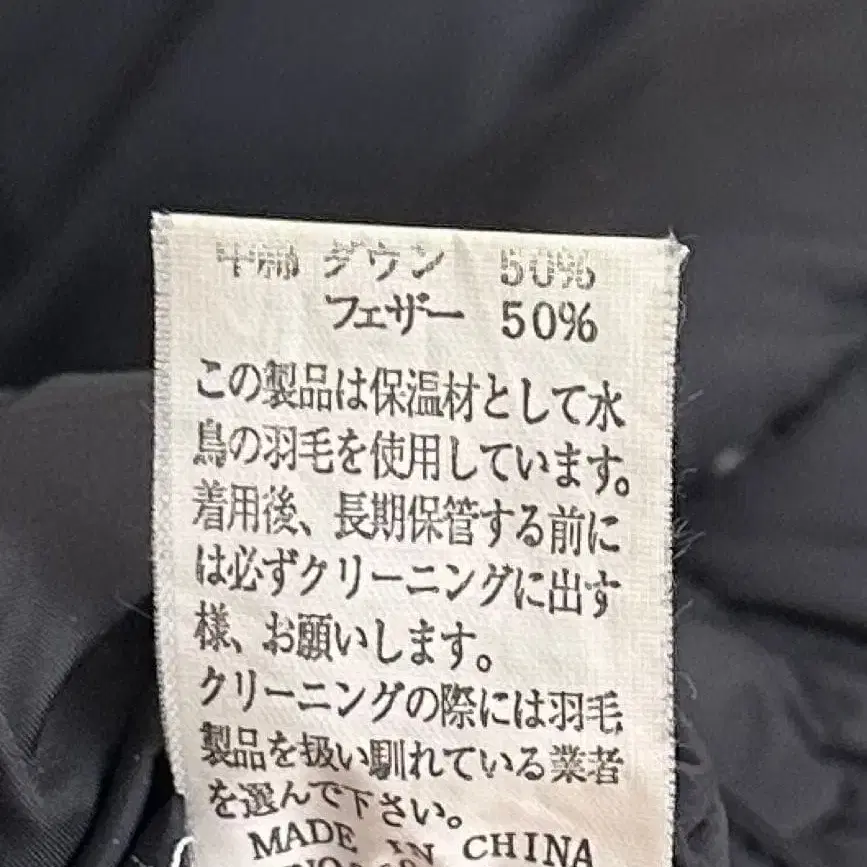 中綿 ダウン 50%
フェザー 50%
この製品は保温材として水
鳥の羽毛を使用しています。
着用後、長期保管する前に
は必ずクリーニングに出す
様、お願いします。
クリーニングの際には羽毛
製品を扱い馴れている業者
を選んで下さい。
MADE IN CHINA